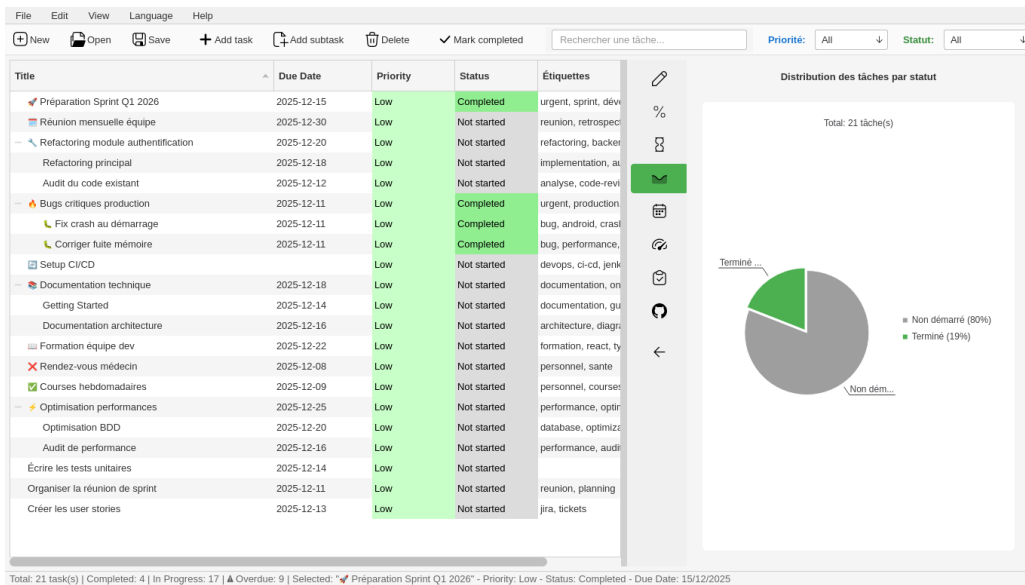 File Edit View Language Help
New Open Save Add task Add subtask Delete Mark completed Rechercher une tâche... Priorité: All Statut: All
Title Due Date Priority Status Étiquettes
🚀 Préparation Sprint Q1 2026 2025-12-15 Low Completed urgent, sprint, déve
Réunion mensuelle équipe 2025-12-30 Low Not started reunion, retrospect
🔧 Refactoring module authentification 2025-12-20 Low Not started refactoring, backen
Refactoring principal 2025-12-18 Low Not started implementation, au
Audit du code existant 2025-12-12 Low Not started analyse, code-revi
🔥 Bugs critiques production 2025-12-11 Low Completed urgent, production,
🐛 Fix crash au démarrage 2025-12-11 Low Completed bug, android, crash
🐛 Corriger fuite mémoire 2025-12-11 Low Completed bug, performance,
🔄 Setup CI/CD Low Not started devops, ci-cd, jenk
📚 Documentation technique 2025-12-18 Low Not started documentation, on
Getting Started 2025-12-14 Low Not started documentation, gu
Documentation architecture 2025-12-16 Low Not started architecture, diagra
📖 Formation équipe dev 2025-12-22 Low Not started formation, react, ty
❌ Rendez-vous médecin 2025-12-08 Low Not started personnel, sante
✅ Courses hebdomadaires 2025-12-09 Low Not started personnel, courses
⚡ Optimisation performances 2025-12-25 Low Not started performance, optim
Optimisation BDD 2025-12-20 Low Not started database, optimiza
Audit de performance 2025-12-16 Low Not started performance, audit
Écrire les tests unitaires 2025-12-14 Low Not started
Organiser la réunion de sprint 2025-12-11 Low Not started reunion, planning
Créer les user stories 2025-12-13 Low Not started jira, tickets
Distribution des tâches par statut
Total: 21 tâche(s)
Terminé ...
Non démarré (80%)
Terminé (19%)
Non dém...
Total: 21 task(s) | Completed: 4 | In Progress: 17 | ⚠ Overdue: 9 | Selected: "🚀 Préparation Sprint Q1 2026" - Priority: Low - Status: Completed - Due Date: 15/12/2025